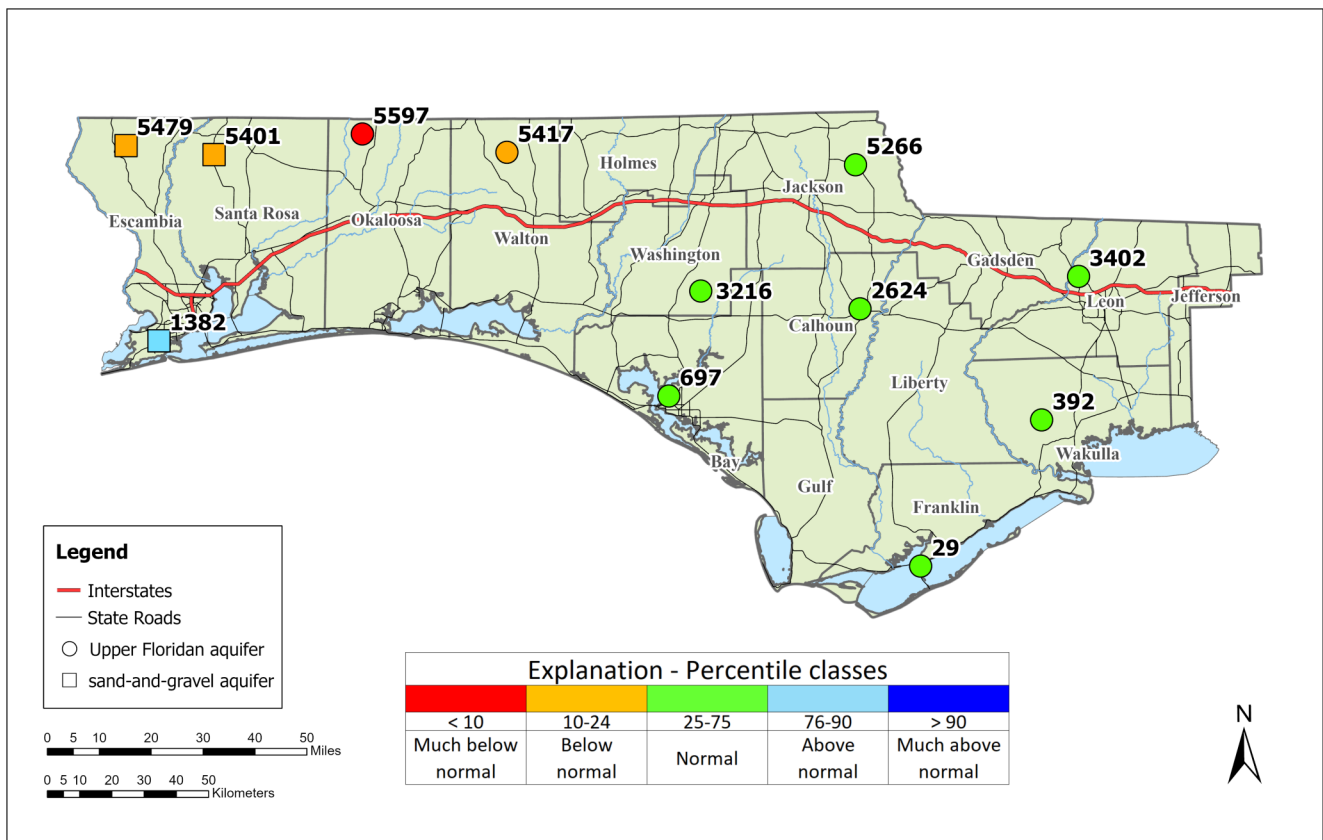 5597
5479
5401
5417
5266
Holmes
Jackson
Escambia
Santa Rosa
Okaloosa
Walton
Washington
Gadsden
3402
3216
2624
Leon
Jefferson
1382
Calhoun
697
Liberty
392
Bay
Wakulla
Gulf
Franklin
29
Legend
Interstates
State Roads
Upper Floridan aquifer
sand-and-gravel aquifer
0 5 10 20 30 40 50
Miles
0 5 10 20 30 40 50
Kilometers
Explanation - Percentile classes
< 10 10-24 25-75 76-90 > 90
Much below normal
Below normal
Normal
Above normal
Much above normal
N